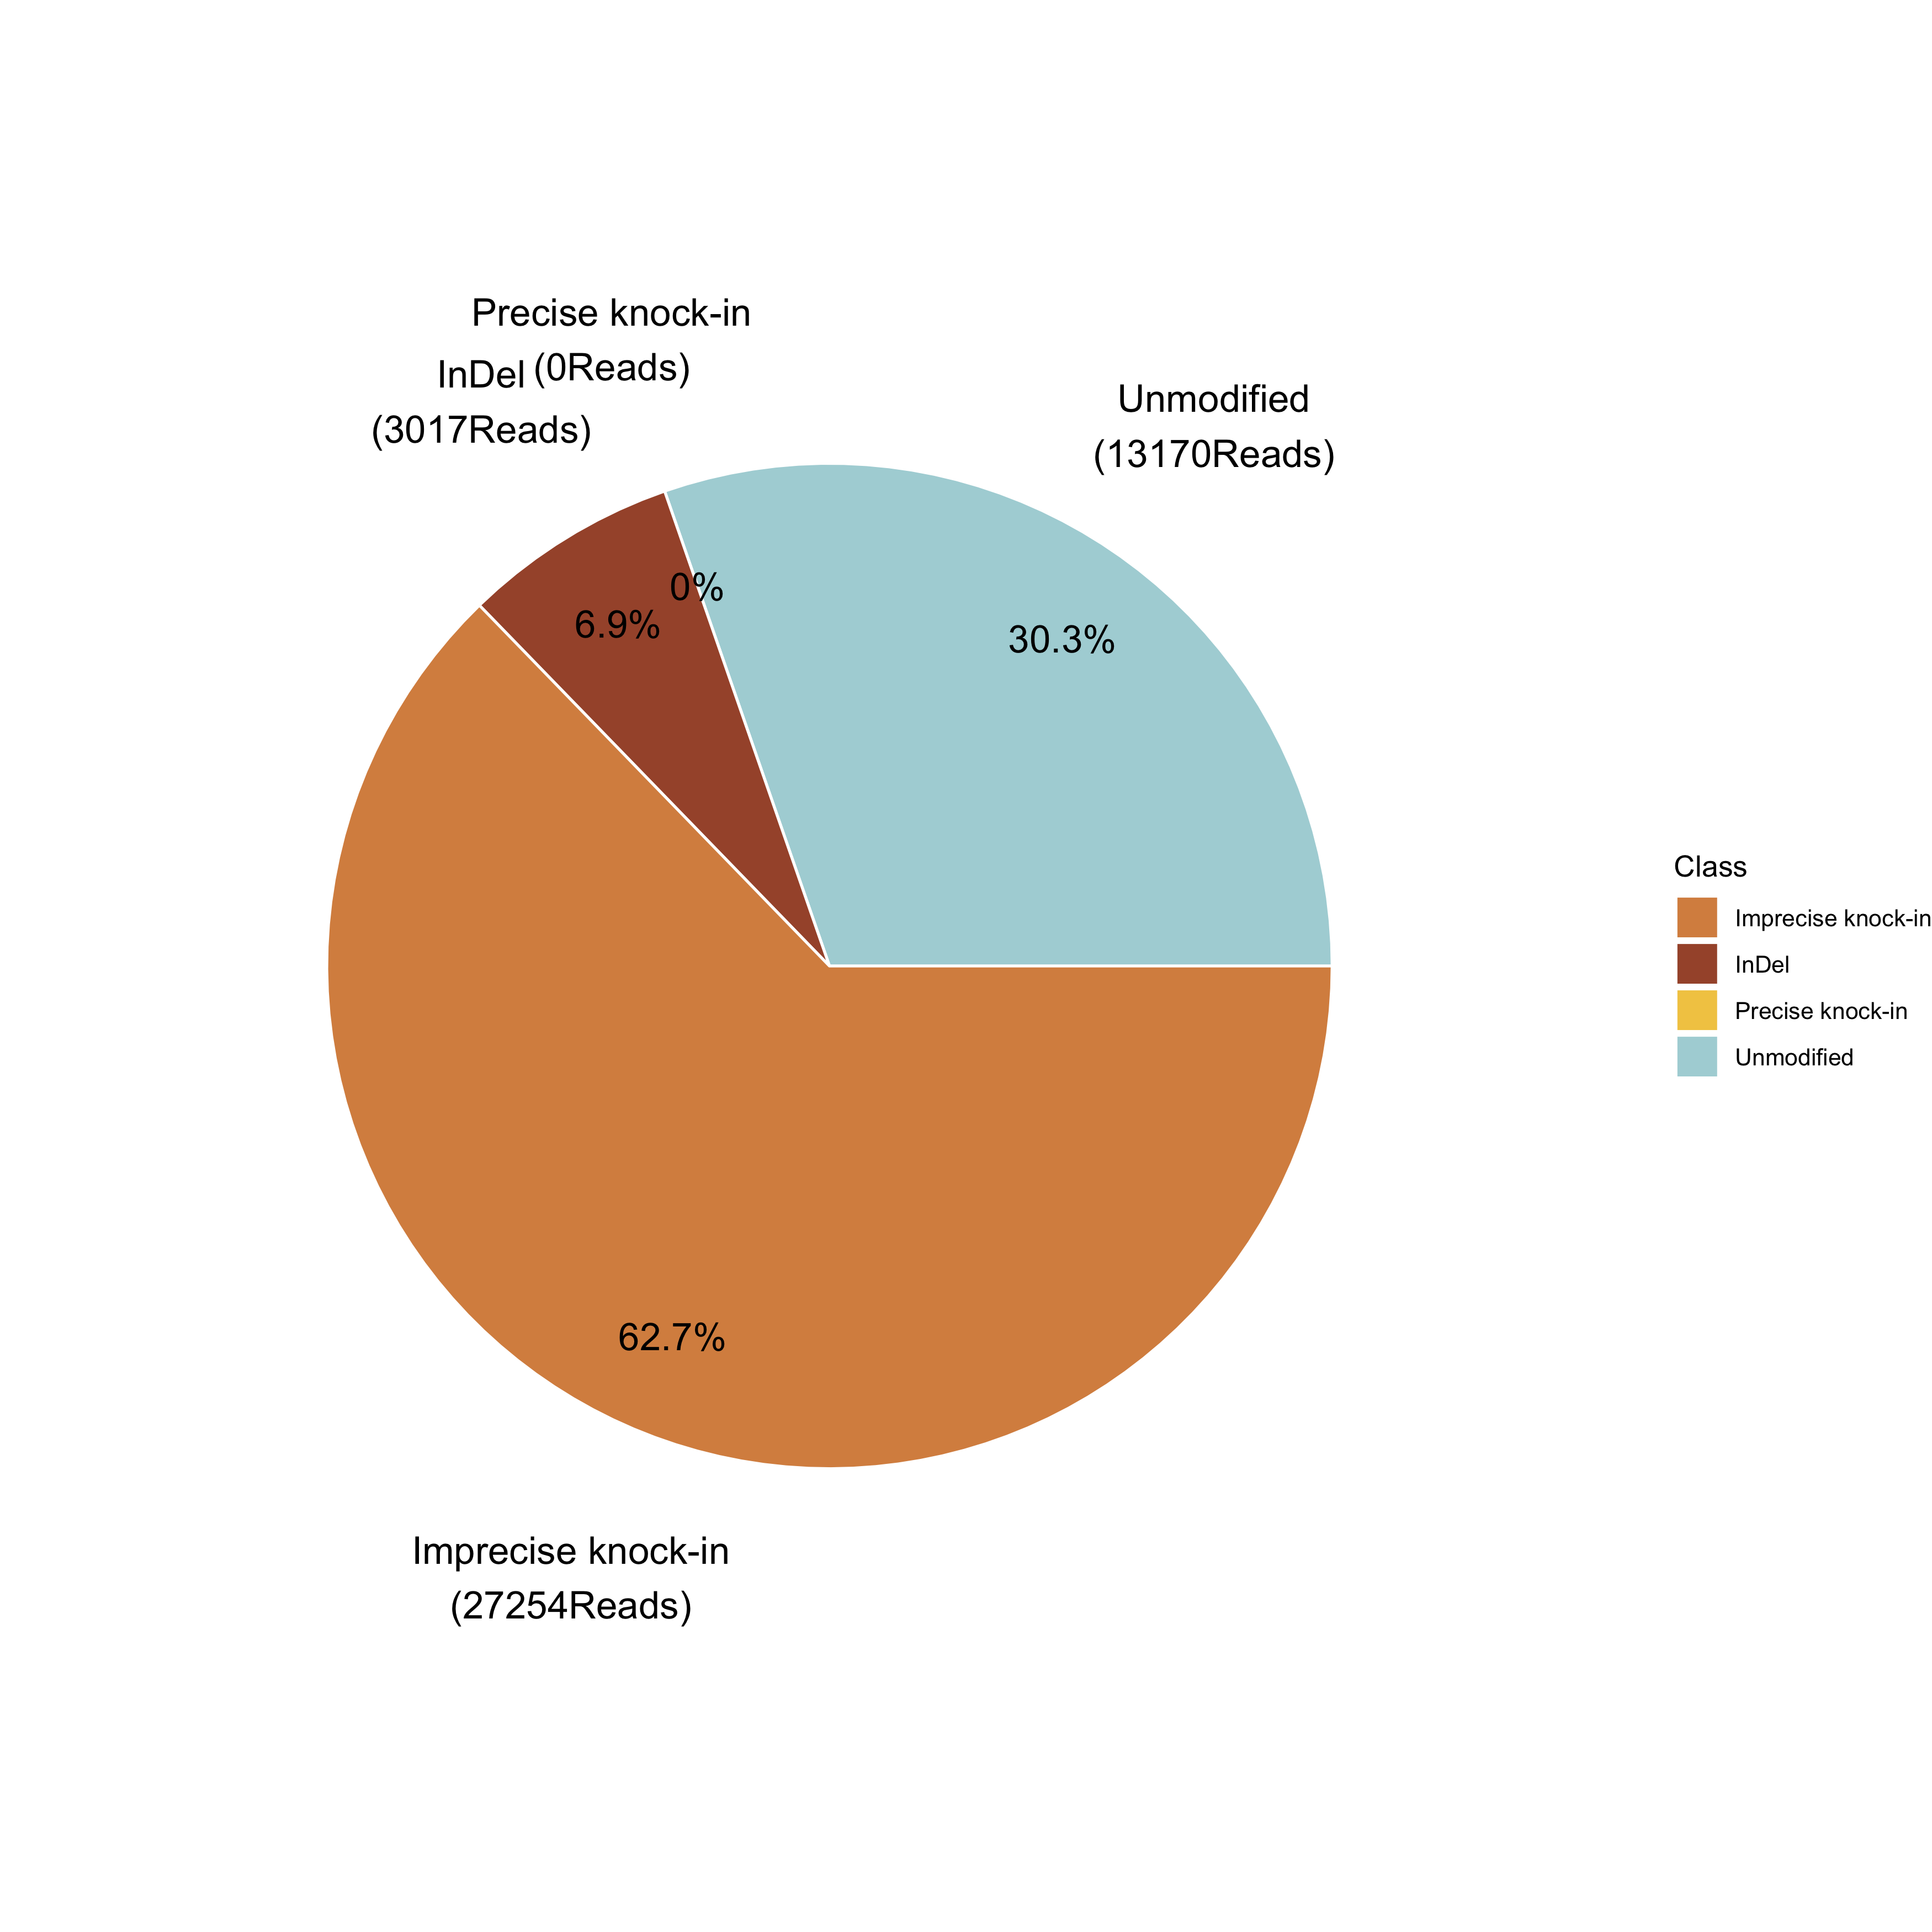 Precise knock-in
(0Reads)
InDel
(3017Reads)
Unmodified
(13170Reads)
0%
6.9%
30.3%
62.7%
Imprecise knock-in
(27254Reads)
Class
Imprecise knock-in
InDel
Precise knock-in
Unmodified